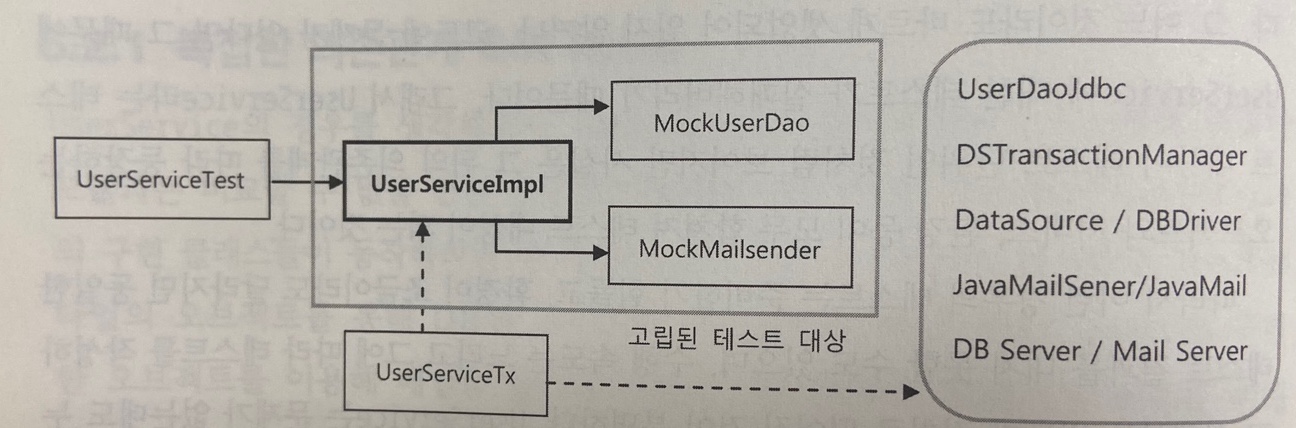 UserServiceTest
UserServiceImpl
MockUserDao
MockMailsender
고립된 테스트 대상
UserServiceTx
UserDaoJdbc
DSTransactionManager
DataSource / DBDriver
JavaMailSener/JavaMail
DB Server / Mail Server